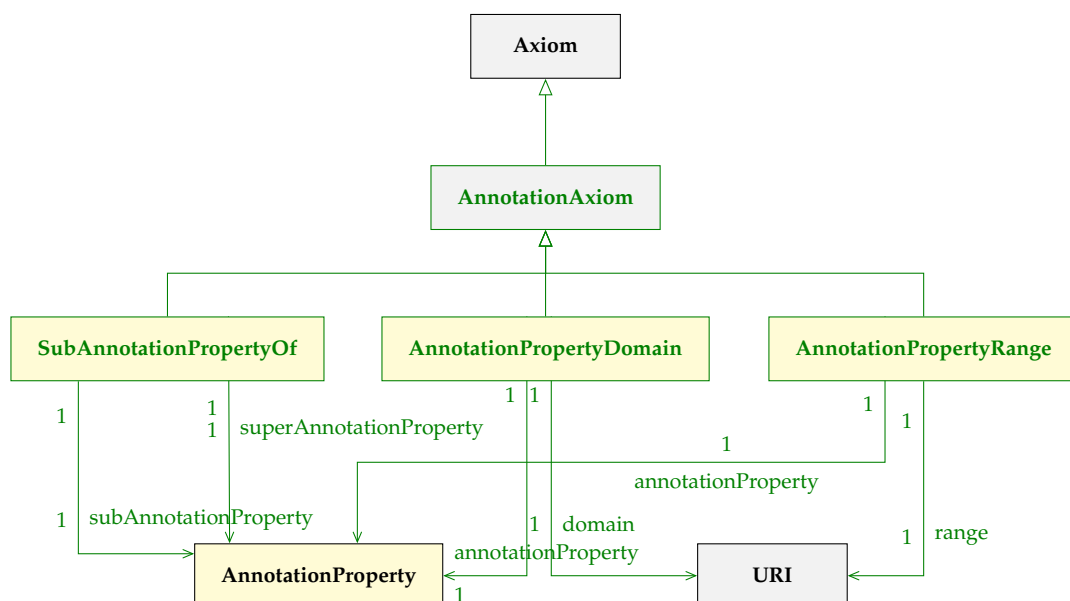 Axiom
AnnotationAxiom
SubAnnotationPropertyOf
AnnotationPropertyDomain
AnnotationPropertyRange
1
1
1 1
1
1
1
superAnnotationProperty
1
annotationProperty
1
subAnnotationProperty
1
domain
1
range
annotationProperty
AnnotationProperty
URI
1